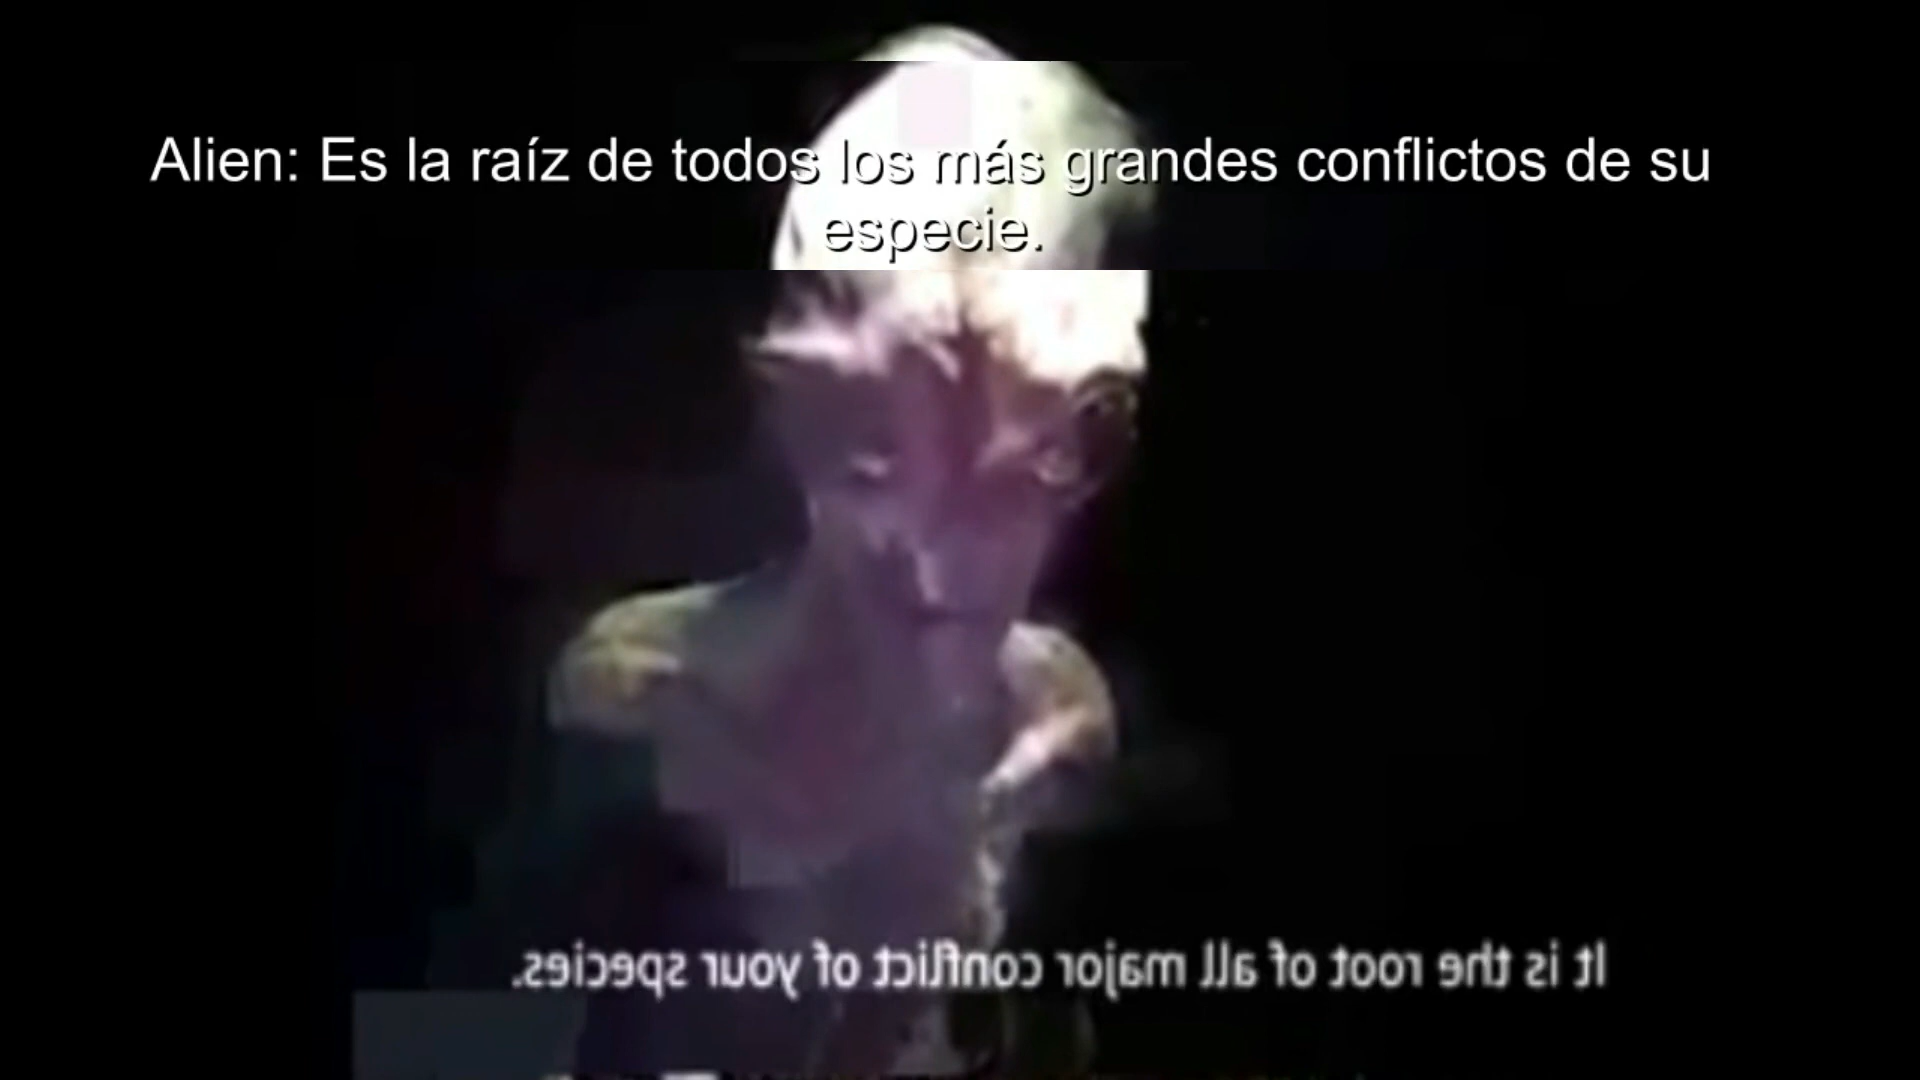 Alien: Es la raíz de todos los más grandes conflictos de su
especie.
It is the root of all major conflict of your species.